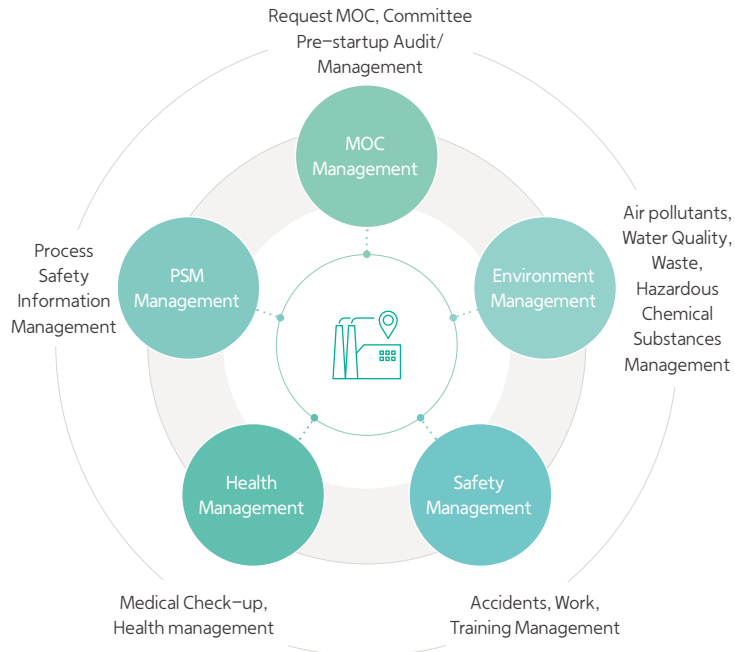 Request MOC, Committee
Pre-startup Audit/
Management
MOC
Management
Air pollutants,
Water Quality,
Waste,
Hazardous
Chemical
Substances
Management
Environment
Management
Process
Safety
Information
Management
PSM
Management
Health
Management
Safety
Management
Medical Check-up,
Health management
Accidents, Work,
Training Management